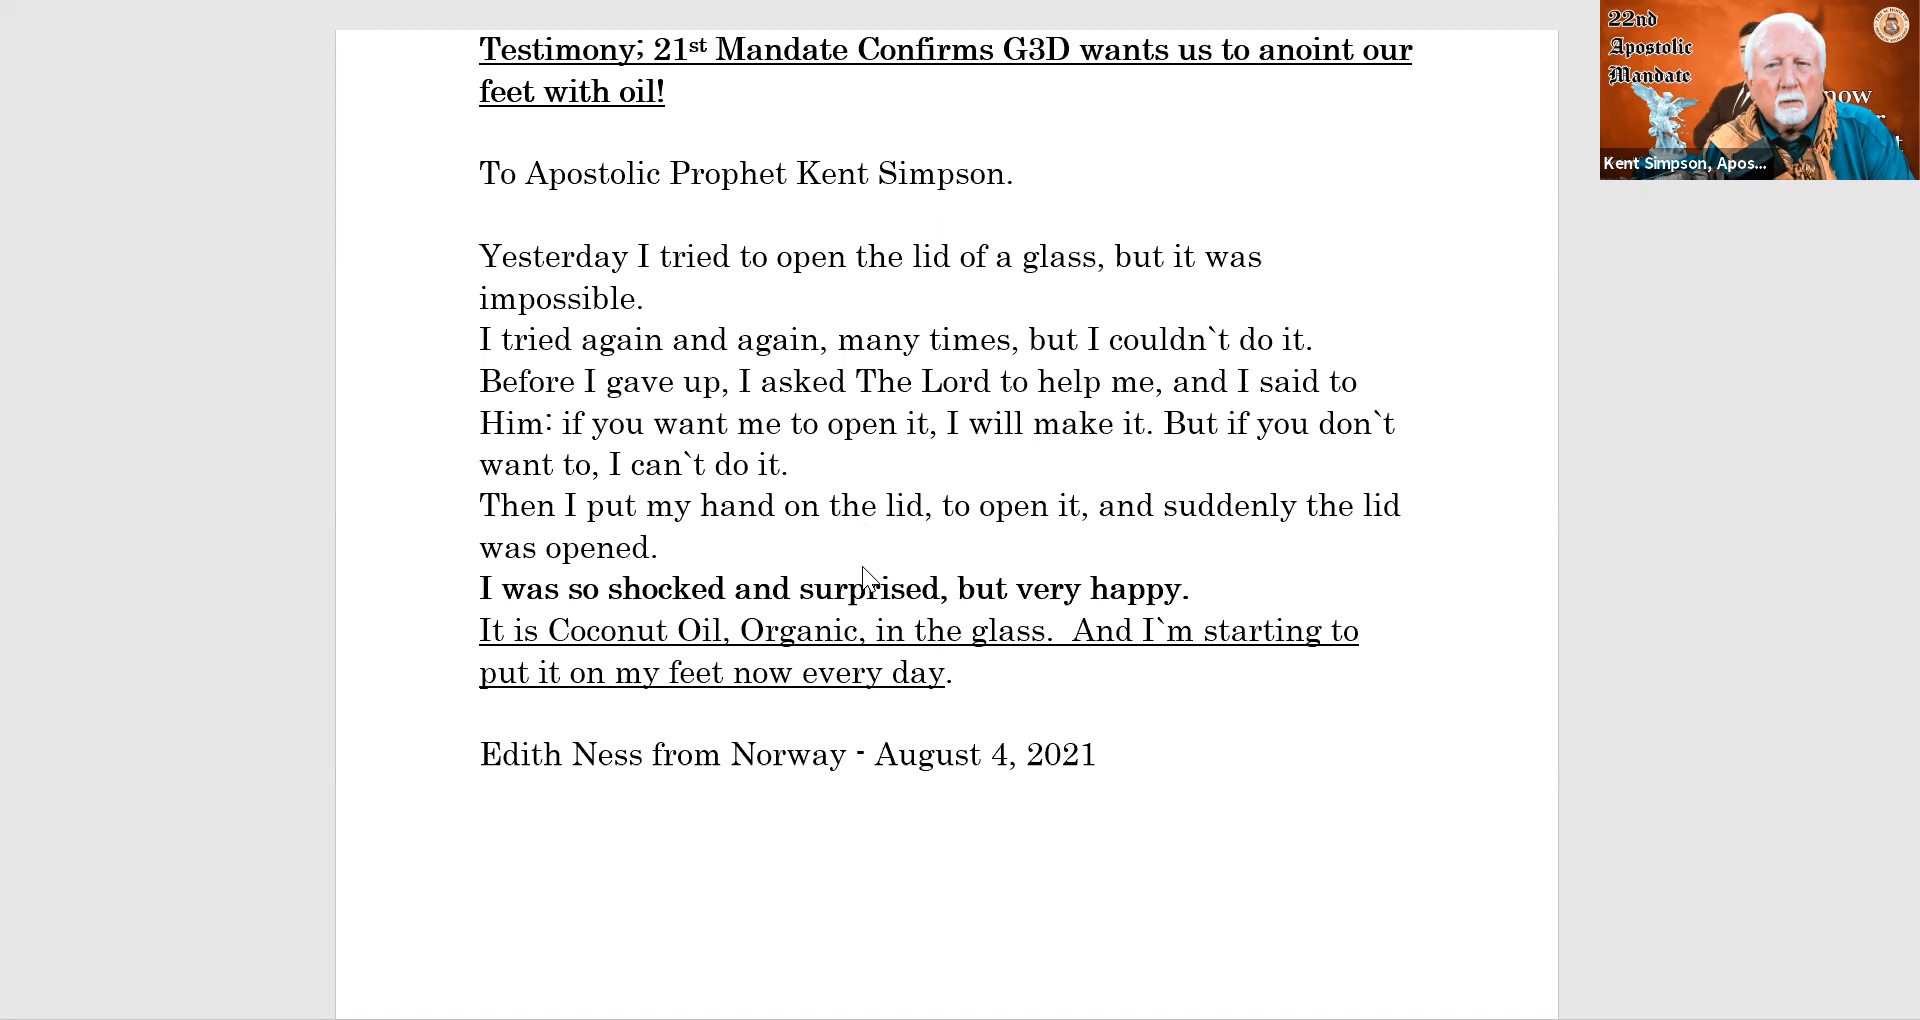 Testimony; 21st Mandate Confirms G3D wants us to anoint our
feet with oil!
To Apostolic Prophet Kent Simpson.
Yesterday I tried to open the lid of a glass, but it was
impossible.
I tried again and again, many times, but I couldn`t do it.
Before I gave up, I asked The Lord to help me, and I said to
Him: if you want me to open it, I will make it. But if you don`t
want to, I can`t do it.
Then I put my hand on the lid, to open it, and suddenly the lid
was opened.
I was so shocked and surprised, but very happy.
It is Coconut Oil, Organic, in the glass.  And I`m starting to
put it on my feet now every day.
Edith Ness from Norway - August 4, 2021
22nd
Apostolic
Mandate
Kent Simpson, Apos...